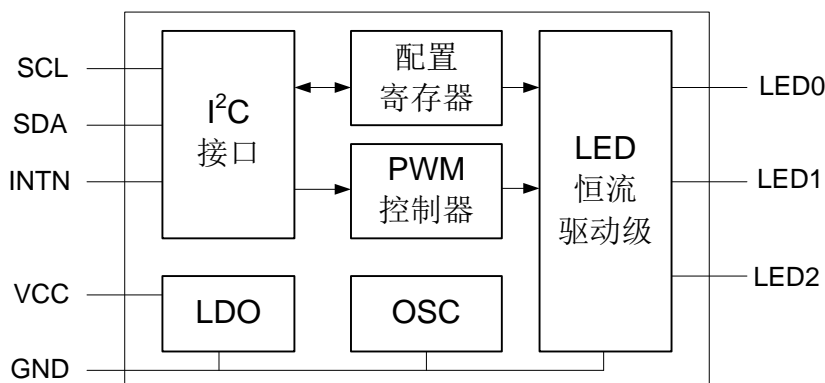 SCL
SDA
INTN
VCC
GND
I²C
接口
配置
寄存器
PWM
控制器
LDO
OSC
LED
恒流
驱动级
LED0
LED1
LED2